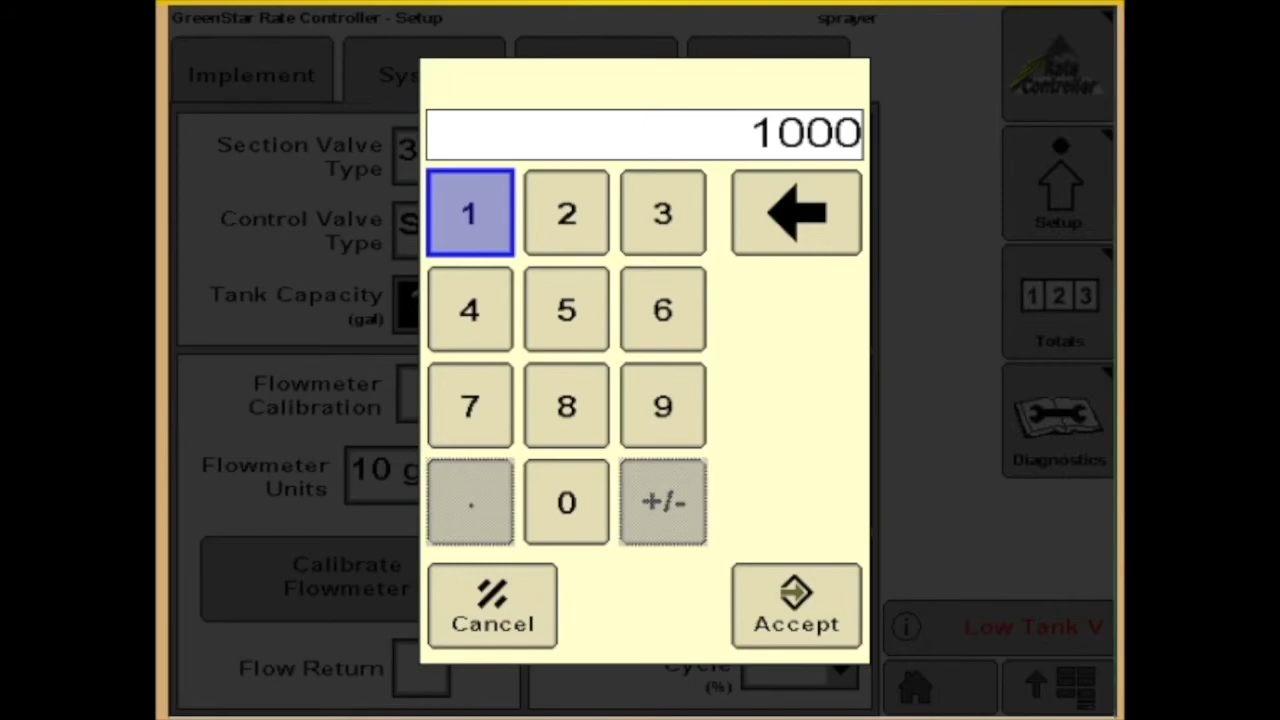 GreenStar Rate Controller - Setup
sprayer
Implement
Sys
Rate
Controller
Section Valve
Type
3
Control Valve
Type
S
Tank Capacity
(gal)
Flowmeter
Calibration
Flowmeter
Units
10 g
Calibrate
Flowmeter
Flow Return
1000
1
2
3
4
5
6
7
8
9
.
0
+/-
Cancel
Accept
Cycle
(%)
Setup
1 2 3
Totals
Diagnostics
i
Low Tank V